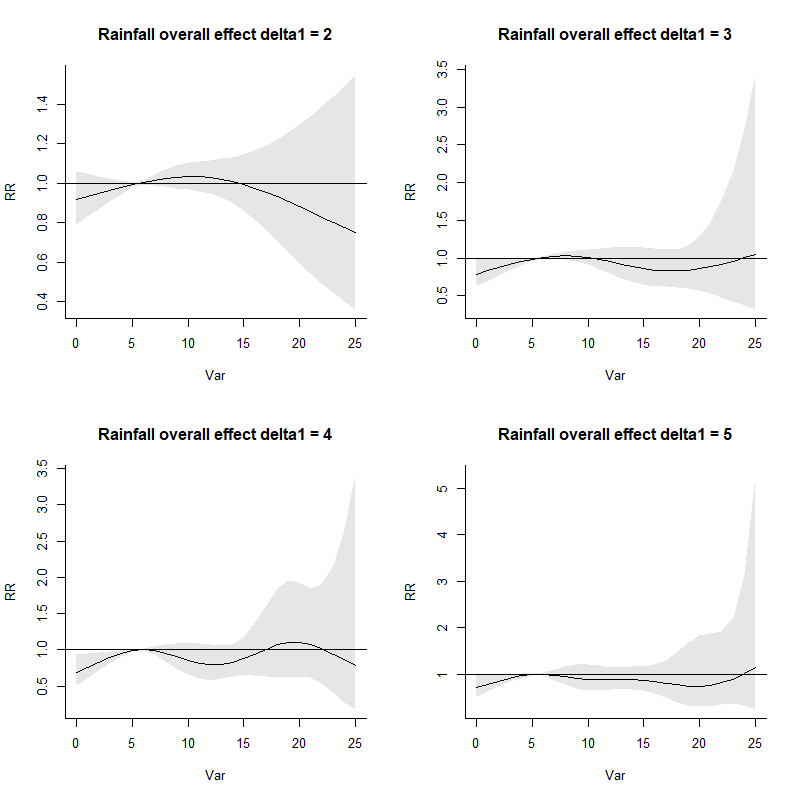 Rainfall overall effect delta1 = 2
RR
0.4 0.6 0.8 1.0 1.2 1.4
0 5 10 15 20 25
Var
Rainfall overall effect delta1 = 3
RR
0.5 1.0 1.5 2.0 2.5 3.0 3.5
0 5 10 15 20 25
Var
Rainfall overall effect delta1 = 4
RR
0.5 1.0 1.5 2.0 2.5 3.0 3.5
0 5 10 15 20 25
Var
Rainfall overall effect delta1 = 5
RR
1 2 3 4 5
0 5 10 15 20 25
Var